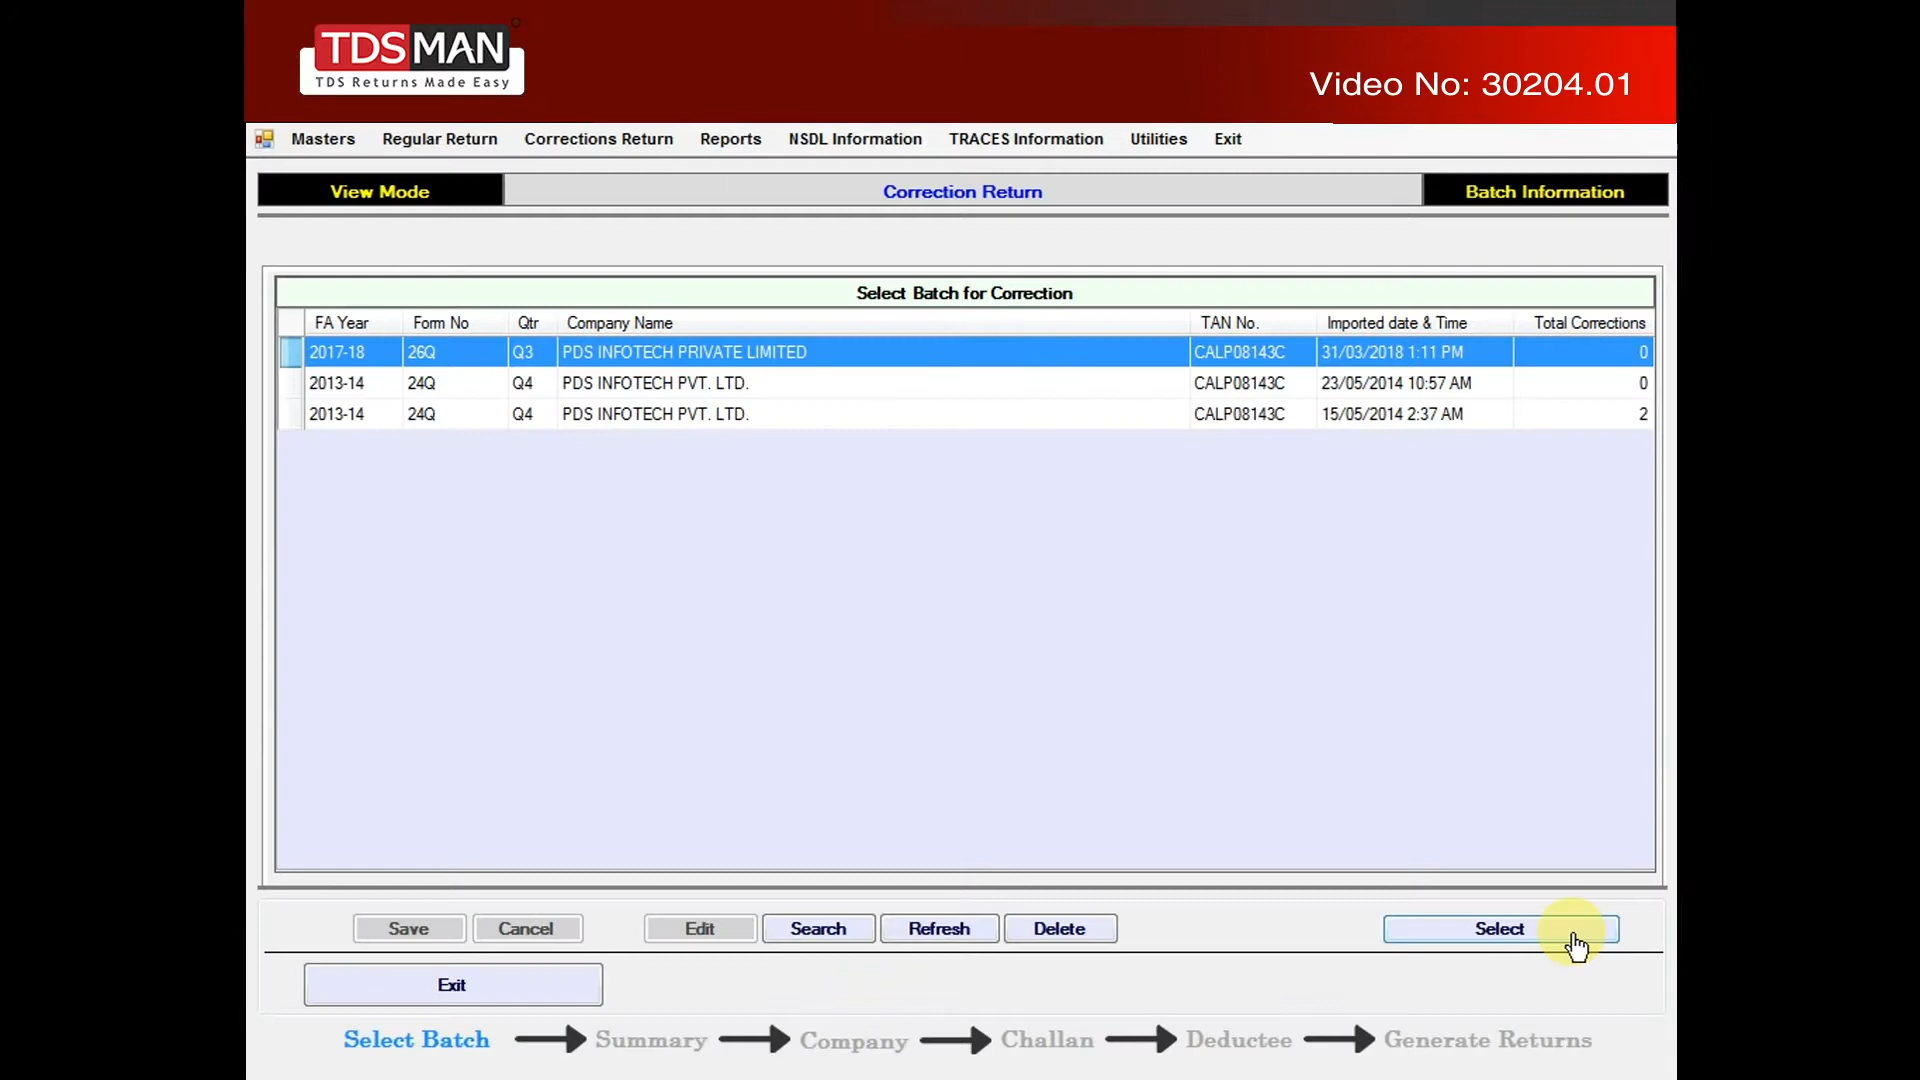 TDSMAN
TDS Returns Made Easy
Video No: 30204.01
Masters Regular Return Corrections Return Reports NSDL Information TRACES Information Utilities Exit
View Mode Correction Return Batch Information
Select Batch for Correction
FA Year Form No Qtr Company Name TAN No. Imported date & Time Total Corrections
2017-18 26Q Q3 PDS INFOTECH PRIVATE LIMITED CALP08143C 31/03/2018 1:11 PM 0
2013-14 24Q Q4 PDS INFOTECH PVT. LTD. CALP08143C 23/05/2014 10:57 AM 0
2013-14 24Q Q4 PDS INFOTECH PVT. LTD. CALP08143C 15/05/2014 2:37 AM 2
Save Cancel Edit Search Refresh Delete Select
Exit
Select Batch Summary Company Challan Deductee Generate Returns